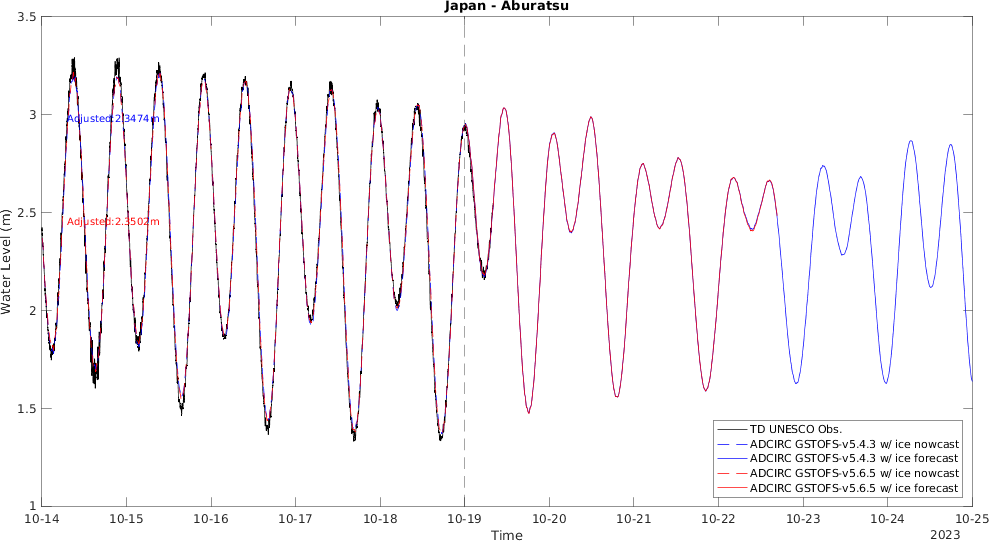 Japan - Aburatsu
3.5
3
2.5
2
1.5
1
Water Level (m)
Adjusted:2.3474m
Adjusted:2.3502m
TD UNESCO Obs.
ADCIRC GSTOFS-v5.4.3 w/ ice nowcast
ADCIRC GSTOFS-v5.4.3 w/ ice forecast
ADCIRC GSTOFS-v5.6.5 w/ ice nowcast
ADCIRC GSTOFS-v5.6.5 w/ ice forecast
10-14 10-15 10-16 10-17 10-18 10-19 10-20 10-21 10-22 10-23 10-24 10-25
Time
2023